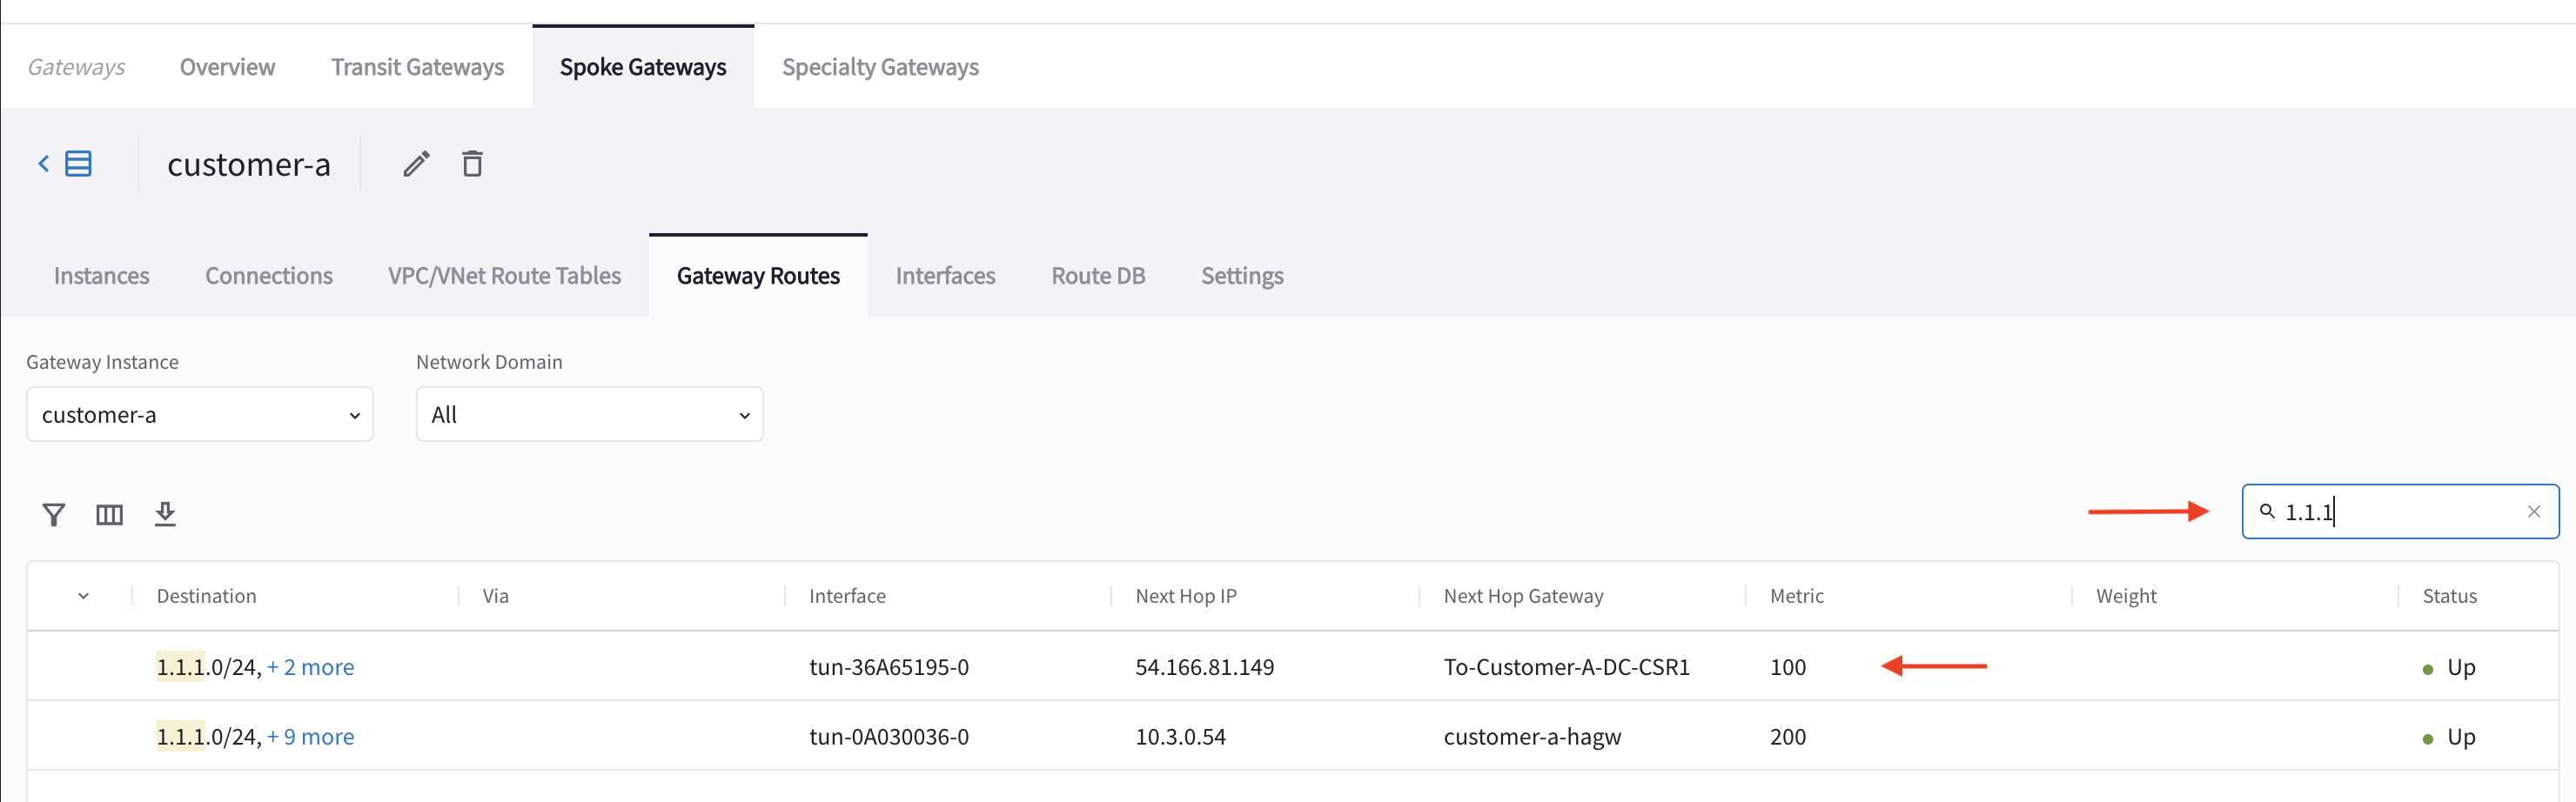 Gateways Overview Transit Gateways Spoke Gateways Specialty Gateways
customer-a
Instances Connections VPC/VNet Route Tables Gateway Routes Interfaces Route DB Settings
Gateway Instance Network Domain
customer-a All
1.1.1
Destination Via Interface Next Hop IP Next Hop Gateway Metric Weight Status
1.1.1.0/24, + 2 more tun-36A65195-0 54.166.81.149 To-Customer-A-DC-CSR1 100 Up
1.1.1.0/24, + 9 more tun-0A030036-0 10.3.0.54 customer-a-hagw 200 Up